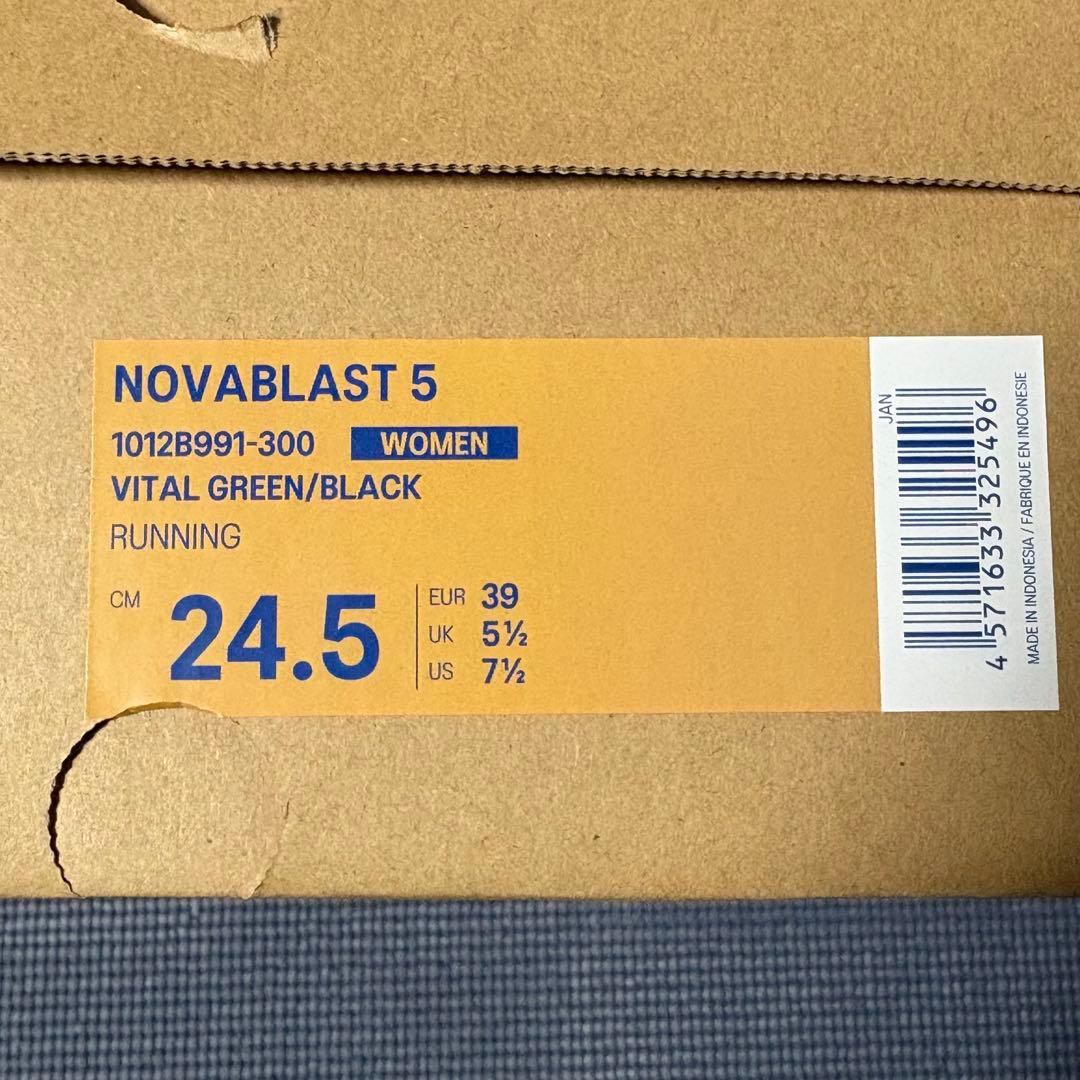 NOVABLAST 5
1012B991-300 WOMEN
VITAL GREEN/BLACK
RUNNING
CM 24.5
EUR 39
UK 5½
US 7½
JAN
4 571633 325496
MADE IN INDONESIA / FABRIQUE EN INDONESIE